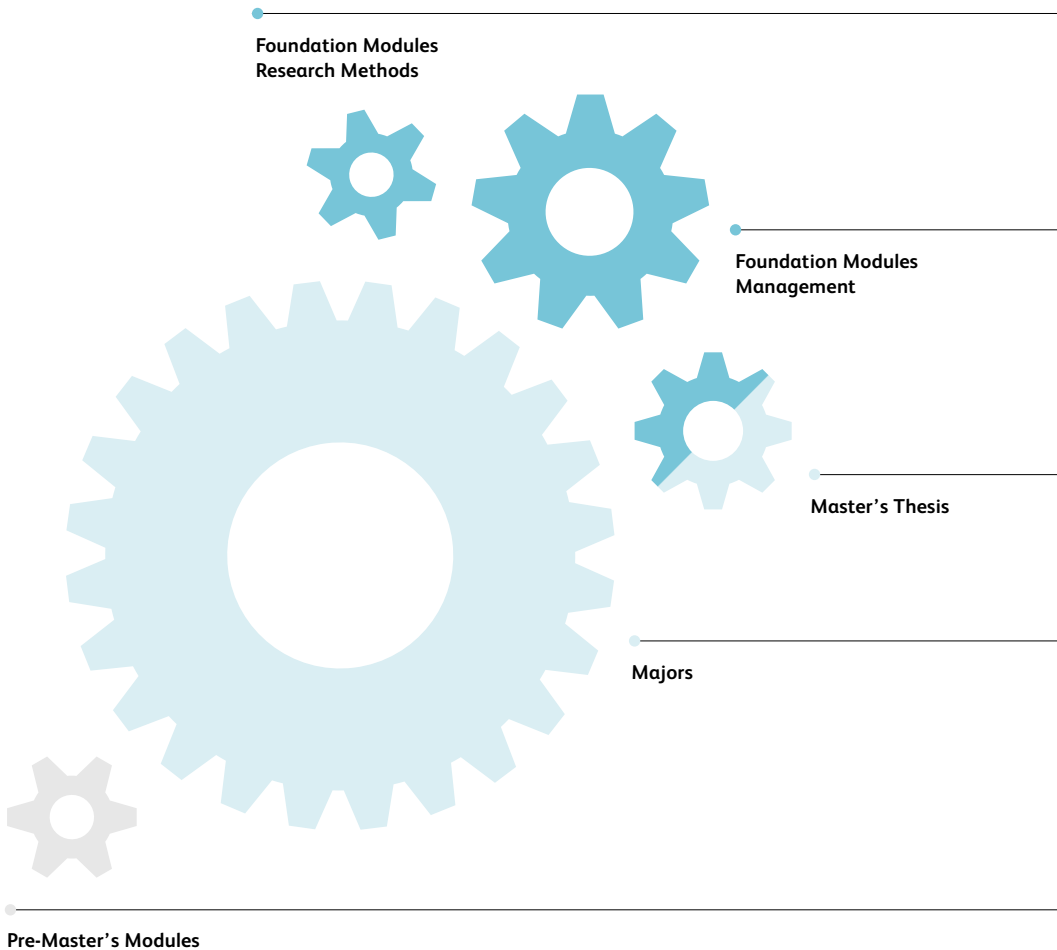 Foundation Modules
Research Methods
Foundation Modules
Management
Master’s Thesis
Majors
Pre-Master’s Modules